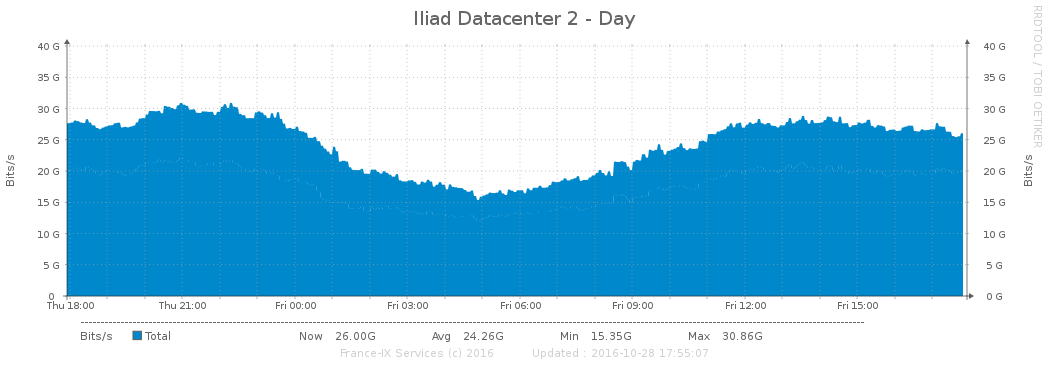 Iliad Datacenter 2 - Day
RRDTOOL / TOBI OETIKER
40 G 40 G
35 G 35 G
30 G 30 G
25 G 25 G
20 G 20 G
15 G 15 G
10 G 10 G
5 G 5 G
0 0 G
Bits/s
Bits/s
Thu 18:00 Thu 21:00 Fri 00:00 Fri 03:00 Fri 06:00 Fri 09:00 Fri 12:00 Fri 15:00
Bits/s Total Now 26.00G Avg 24.26G Min 15.35G Max 30.86G
France-IX Services (c) 2016 Updated : 2016-10-28 17:55:07